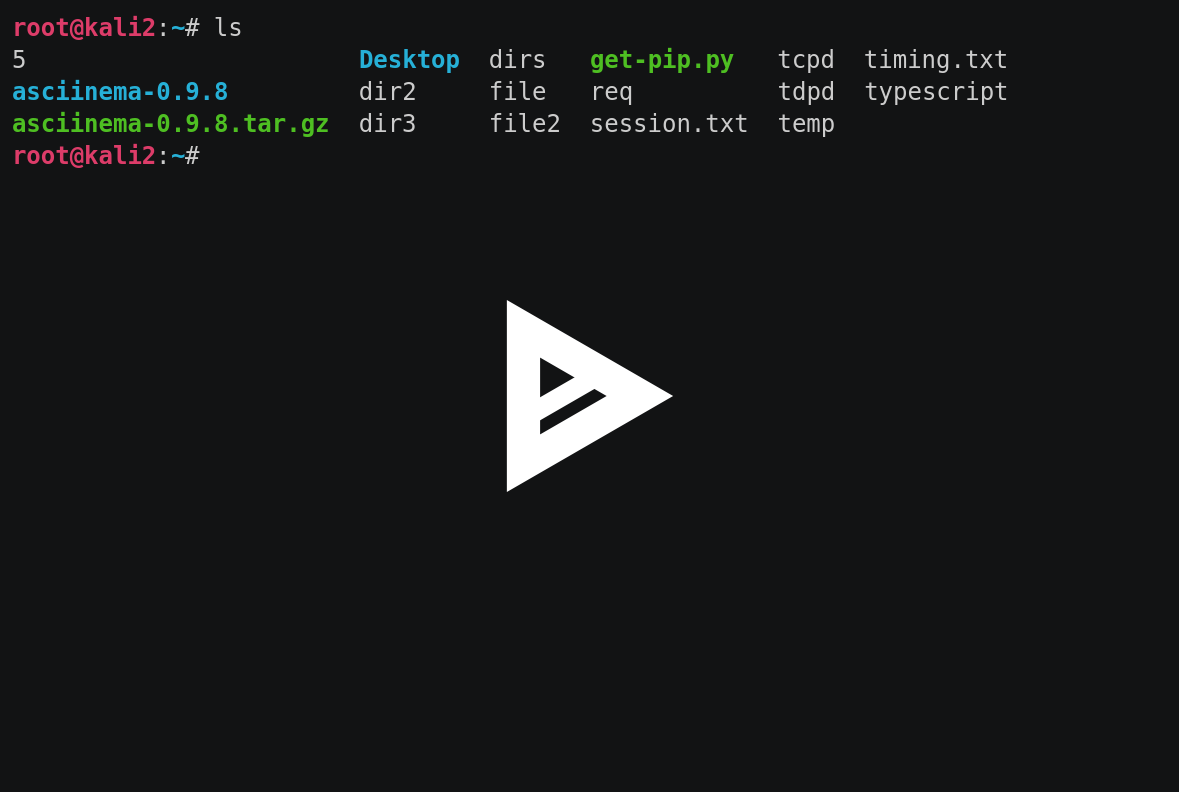 root@kali2:~# ls
5                       Desktop  dirs   get-pip.py   tcpd  timing.txt
asciinema-0.9.8         dir2     file   req          tdpd  typescript
asciinema-0.9.8.tar.gz  dir3     file2  session.txt  temp
root@kali2:~#